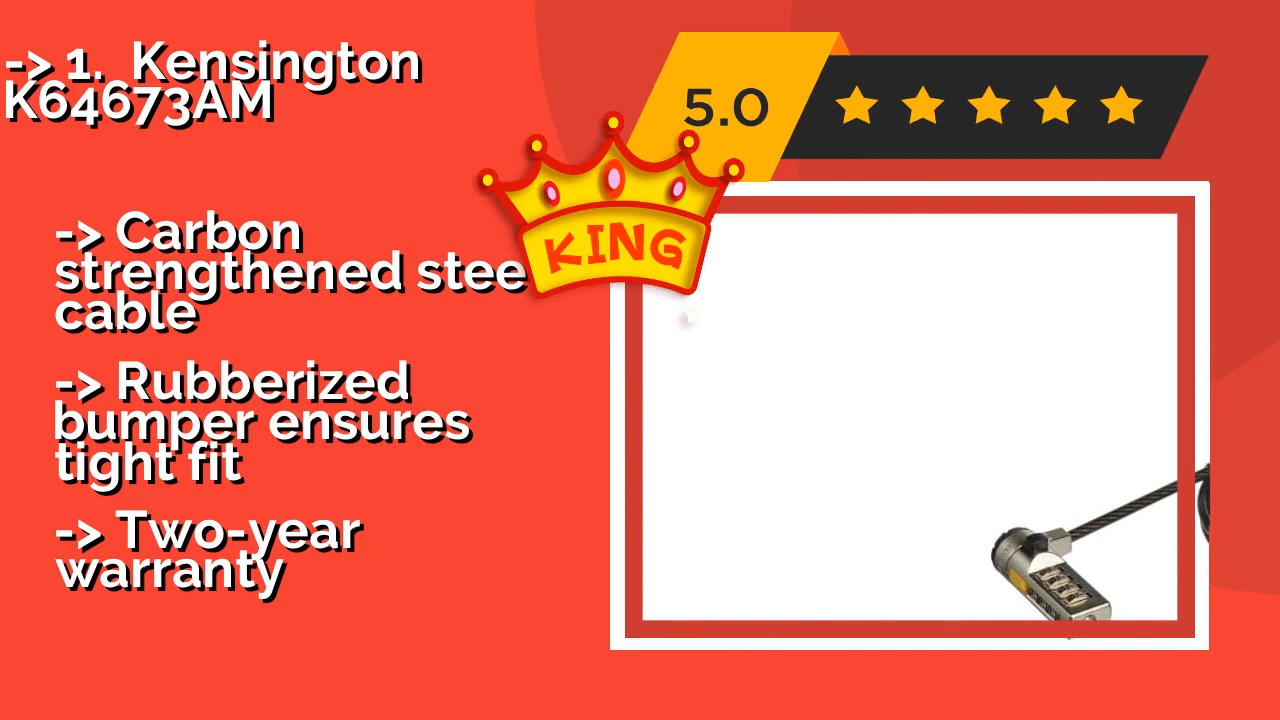 -> 1. Kensington
K64673AM
5.0
KING
-> Carbon
strengthened stee
cable
-> Rubberized
bumper ensures
tight fit
-> Two-year
warranty